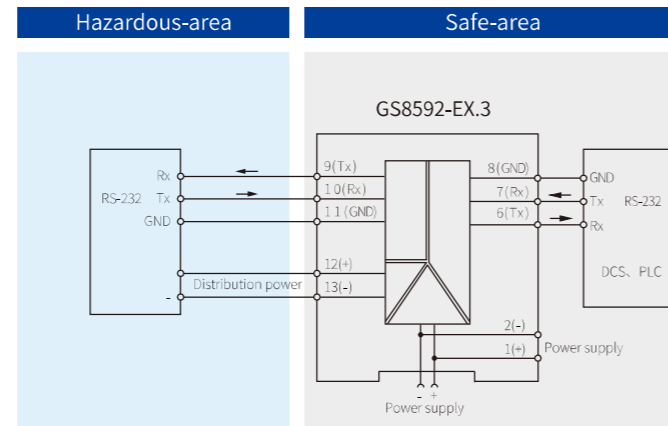 Hazardous-area
Safe-area
GS8592-EX.3
RS-232
Rx
Tx
GND
-
Distribution power
9(Tx)
10(Rx)
11(GND)
12(+)
13(-)
8(GND)
7(Rx)
6(Tx)
2(-)
1(+)
Power supply
- +
Power supply
GND
Tx
Rx
RS-232
DCS、PLC